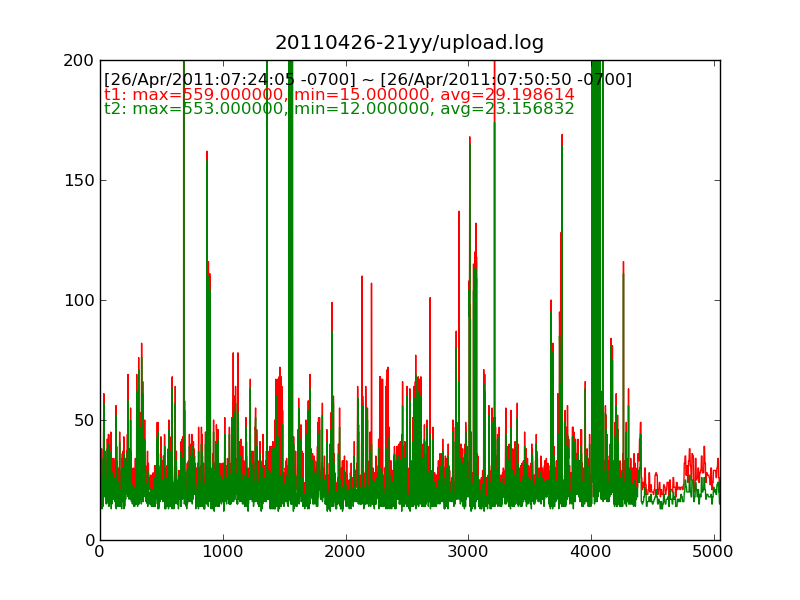 20110426-21yy/upload.log
[26/Apr/2011:07:24:05 -0700] ~ [26/Apr/2011:07:50:50 -0700]
t1: max=559.000000, min=15.000000, avg=29.198614
t2: max=553.000000, min=12.000000, avg=23.156832
200
150
100
50
0
0 1000 2000 3000 4000 5000